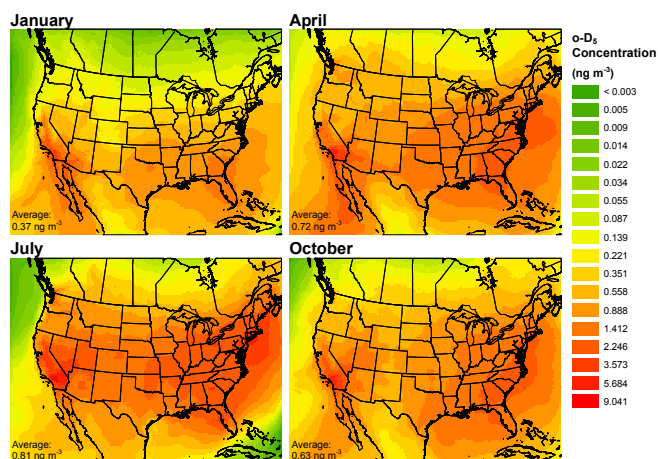 January
April
o-D₅
Concentration
(ng m⁻³)
< 0.003
0.005
0.009
0.014
0.022
0.034
0.055
0.087
0.139
0.221
0.351
0.558
0.888
1.412
2.246
3.573
5.684
9.041
Average:
0.37 ng m⁻³
Average:
0.72 ng m⁻³
July
October
Average:
0.81 ng m⁻³
Average:
0.63 ng m⁻³